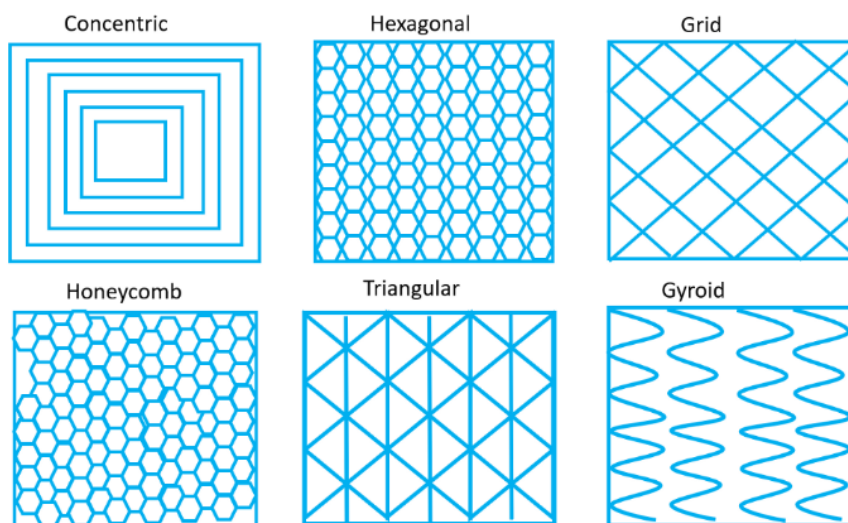 Concentric
Hexagonal
Grid
Honeycomb
Triangular
Gyroid